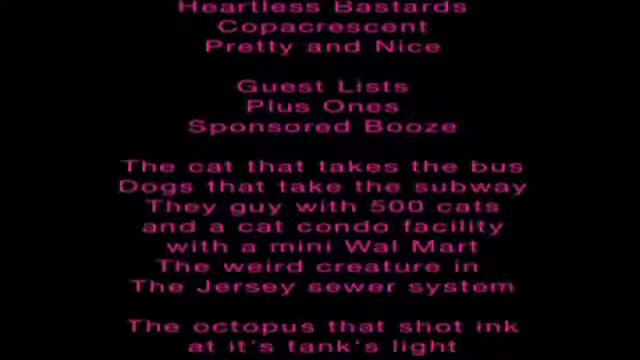 Heartless Bastards
Copacrescent
Pretty and Nice
Guest Lists
Plus Ones
Sponsored Booze
The cat that takes the bus
Dogs that take the subway
They guy with 500 cats
and a cat condo facility
with a mini Wal Mart
The weird creature in
The Jersey sewer system
The octopus that shot ink
at it's tank's light